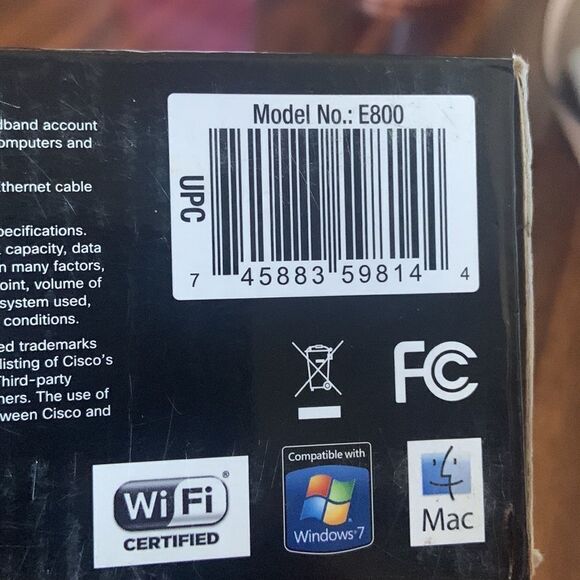 Model No.: E800
UPC
7 45883 59814 4
dband account
omputers and
thernet cable
pecifications.
capacity, data
n many factors,
oint, volume of
system used,
conditions.
ed trademarks
listing of Cisco's
Third-party
ners. The use of
ween Cisco and
FC
Wi Fi ®
CERTIFIED
Compatible with
Windows 7
Mac